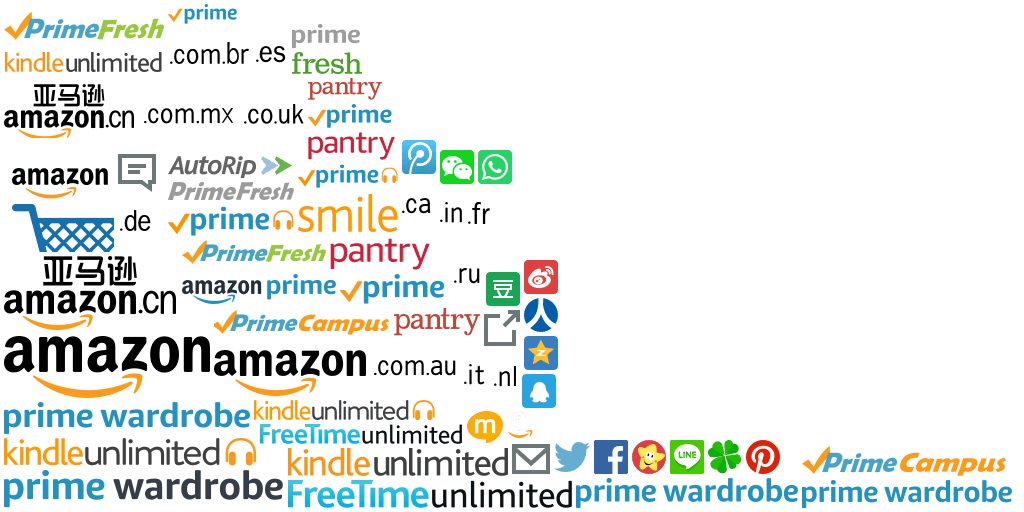 PrimeFresh
prime
kindleunlimited
.com.br
.es
prime
fresh
pantry
亚马逊
amazon.cn
.com.mx
.co.uk
prime
pantry
amazon
AutoRip
PrimeFresh
prime
prime
smile
.ca
.in
.fr
.de
PrimeFresh
pantry
亚马逊
amazon.cn
amazon prime
prime
.ru
豆
PrimeCampus
pantry
amazon
amazon
.com.au
.it
.nl
prime wardrobe
kindleunlimited
FreeTimeunlimited
m
kindleunlimited
kindleunlimited
LINE
PrimeCampus
prime wardrobe
FreeTimeunlimited
prime wardrobe
prime wardrobe